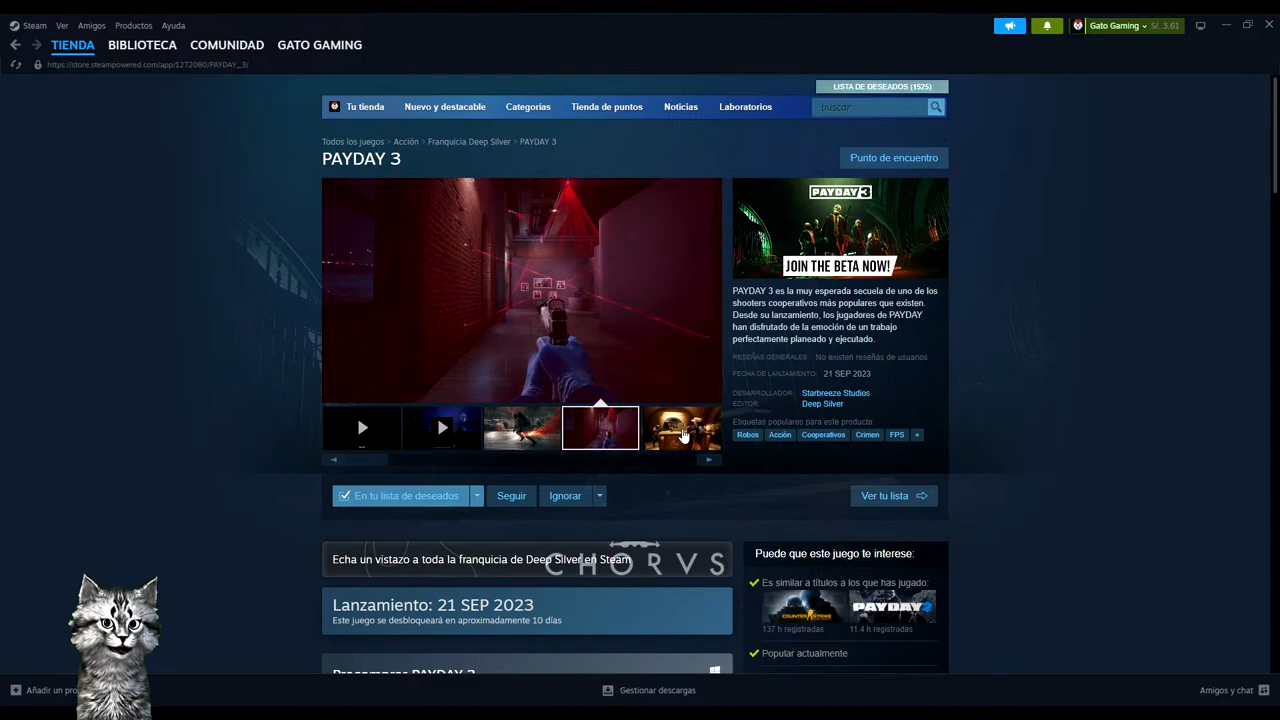 Steam Ver Amigos Productos Ayuda
Gato Gaming S/. 3.61
TIENDA BIBLIOTECA COMUNIDAD GATO GAMING
https://store.steampowered.com/app/1272080/PAYDAY_3/
LISTA DE DESEADOS (1525)
Tu tienda Nuevo y destacable Categorías Tienda de puntos Noticias Laboratorios buscar
Todos los juegos > Acción > Franquicia Deep Silver > PAYDAY 3
PAYDAY 3
Punto de encuentro
PAYDAY 3
JOIN THE BETA NOW!
PAYDAY 3 es la muy esperada secuela de uno de los
shooters cooperativos más populares que existen.
Desde su lanzamiento, los jugadores de PAYDAY
han disfrutado de la emoción de un trabajo
perfectamente planeado y ejecutado.
RESEÑAS GENERALES: No existen reseñas de usuarios
FECHA DE LANZAMIENTO: 21 SEP 2023
DESARROLLADOR: Starbreeze Studios
EDITOR: Deep Silver
Etiquetas populares para este producto:
Robos Acción Cooperativos Crimen FPS +
En tu lista de deseados Seguir Ignorar Ver tu lista
Echa un vistazo a toda la franquicia de Deep Silver en Steam
CHORVS
Lanzamiento: 21 SEP 2023
Este juego se desbloqueará en aproximadamente 10 días
Puede que este juego te interese:
Es similar a títulos a los que has jugado:
COUNTER STRIKE PAYDAY 2
137 h registradas 11.4 h registradas
Popular actualmente
Añadir un pro
Gestionar descargas
Amigos y chat